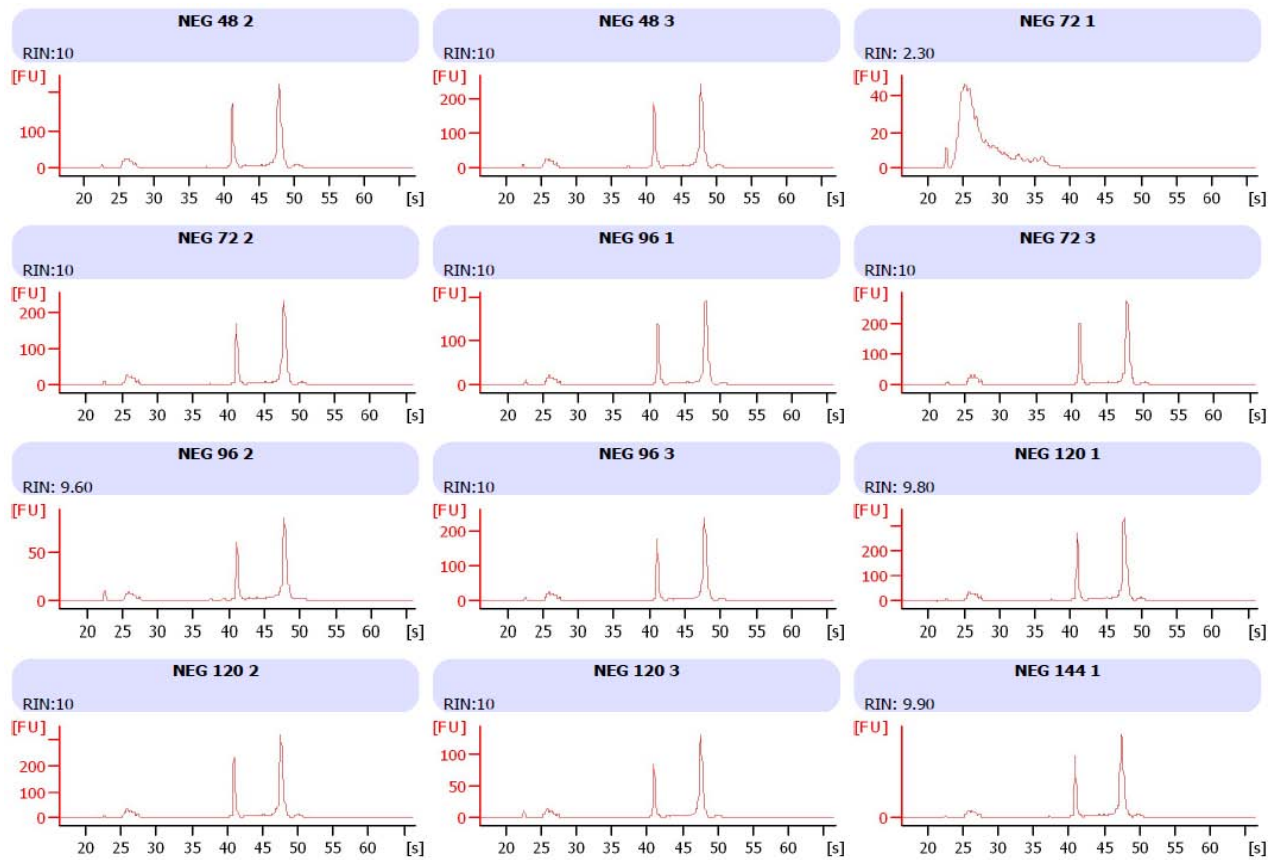 NEG 48 2
RIN:10
[FU]
100
0
20 25 30 35 40 45 50 55 60 [s]
NEG 48 3
RIN:10
[FU]
200
100
0
20 25 30 35 40 45 50 55 60 [s]
NEG 72 1
RIN: 2.30
[FU]
40
20
0
20 25 30 35 40 45 50 55 60 [s]
NEG 72 2
RIN:10
[FU]
200
100
0
20 25 30 35 40 45 50 55 60 [s]
NEG 96 1
RIN:10
[FU]
100
0
20 25 30 35 40 45 50 55 60 [s]
NEG 72 3
RIN:10
[FU]
200
100
0
20 25 30 35 40 45 50 55 60 [s]
NEG 96 2
RIN: 9.60
[FU]
50
0
20 25 30 35 40 45 50 55 60 [s]
NEG 96 3
RIN:10
[FU]
200
100
0
20 25 30 35 40 45 50 55 60 [s]
NEG 120 1
RIN: 9.80
[FU]
200
100
0
20 25 30 35 40 45 50 55 60 [s]
NEG 120 2
RIN:10
[FU]
200
100
0
20 25 30 35 40 45 50 55 60 [s]
NEG 120 3
RIN:10
[FU]
100
50
0
20 25 30 35 40 45 50 55 60 [s]
NEG 144 1
RIN: 9.90
[FU]
0
20 25 30 35 40 45 50 55 60 [s]